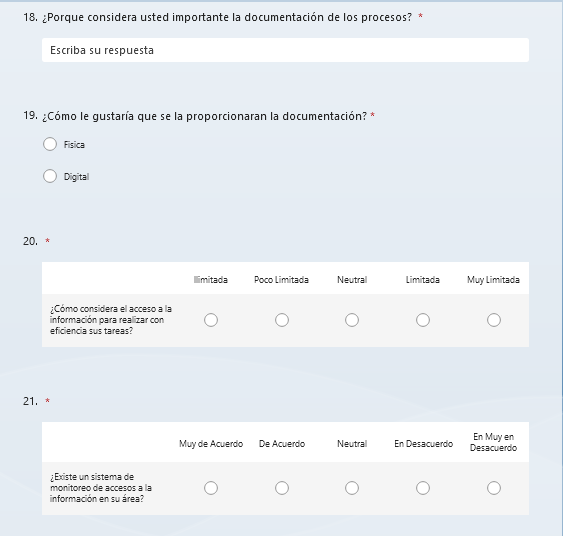 18. ¿Porque considera usted importante la documentación de los procesos? *
Escriba su respuesta
19. ¿Cómo le gustaría que se la proporcionaran la documentación? *
Física
Digital
20. *
Ilimitada Poco Limitada Neutral Limitada Muy Limitada
¿Cómo considera el acceso a la
información para realizar con
eficiencia sus tareas?
21. *
Muy de Acuerdo De Acuerdo Neutral En Desacuerdo En Muy en
Desacuerdo
¿Existe un sistema de
monitoreo de accesos a la
información en su área?